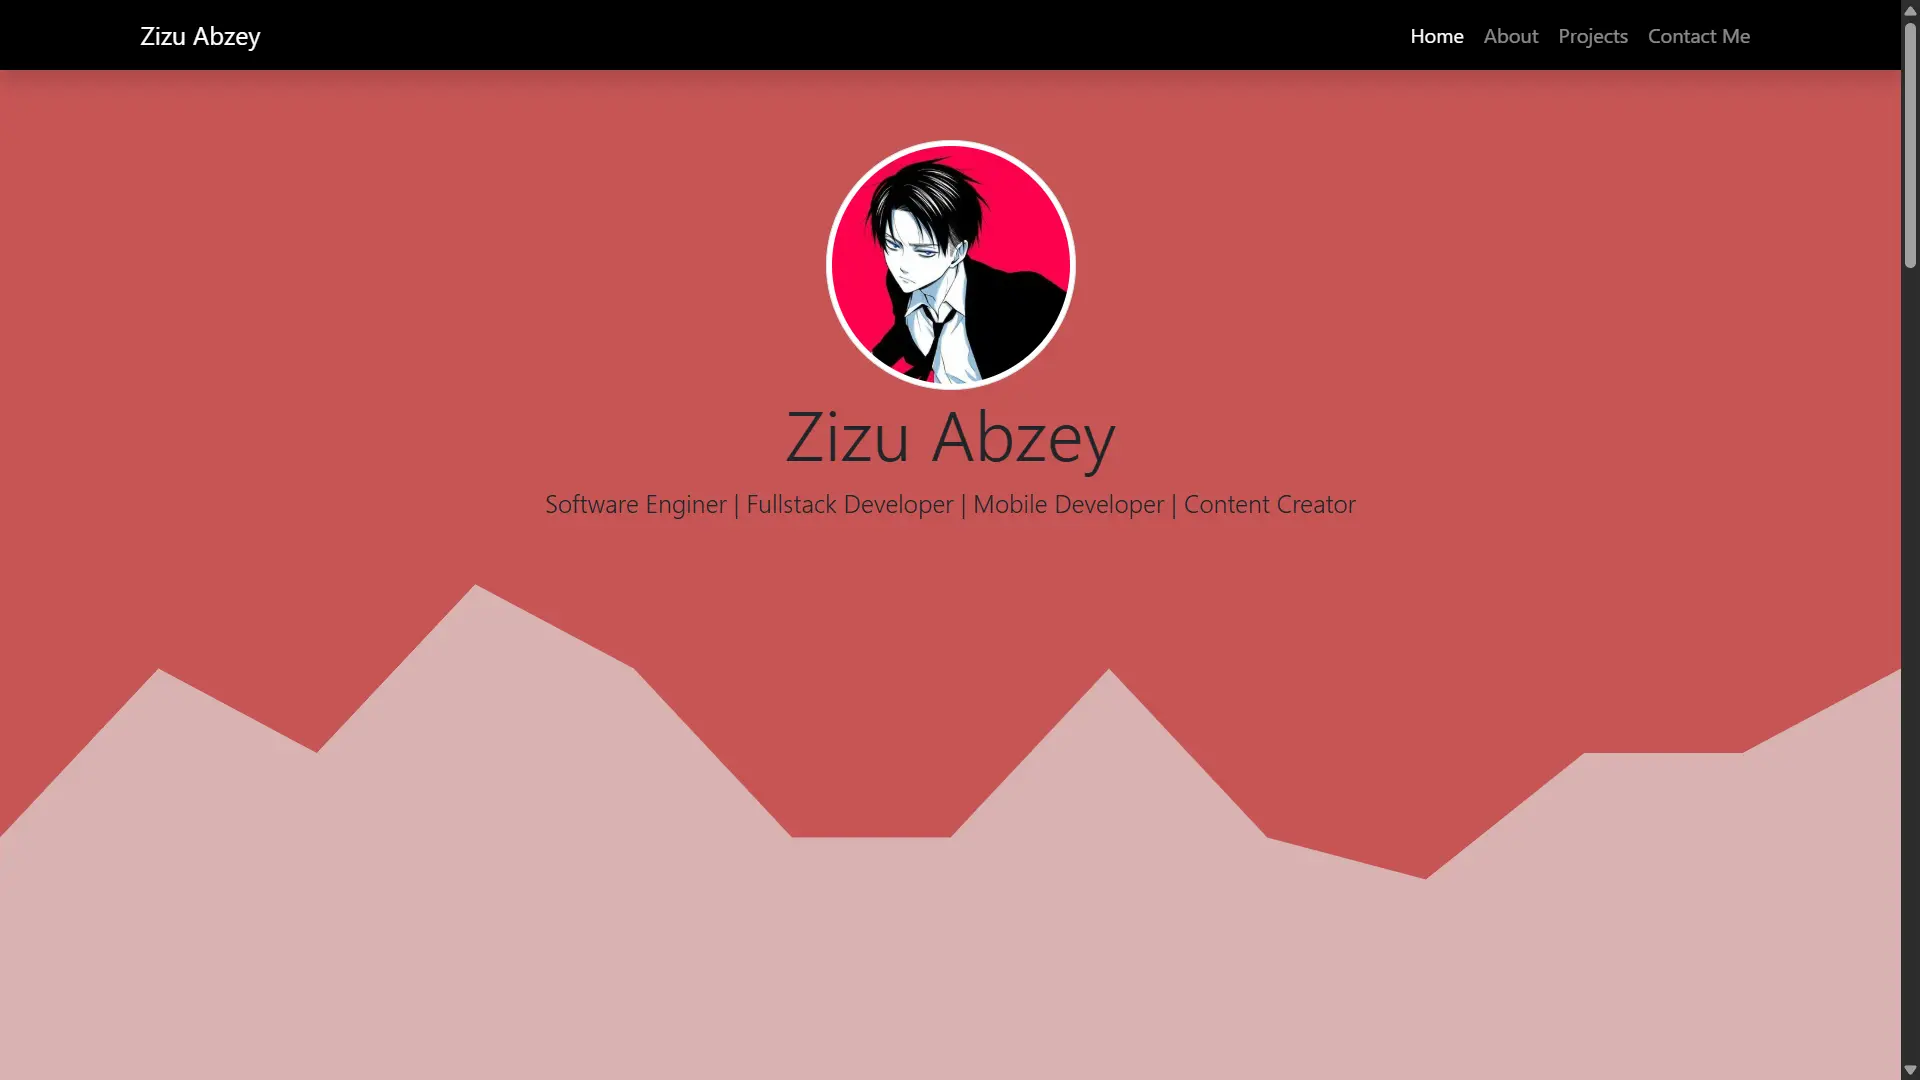 Zizu Abzey
Home About Projects Contact Me
Zizu Abzey
Software Enginer | Fullstack Developer | Mobile Developer | Content Creator